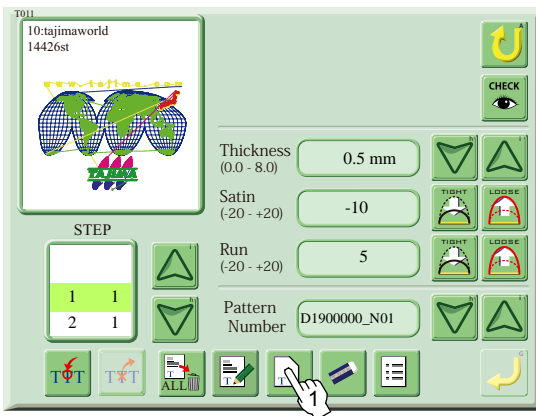 T011
10:tajimaworld
14426st
www.tajima.com
TAJIMA
A
CHECK
Thickness
(0.0 - 8.0)
0.5 mm
h
i
Satin
(-20 - +20)
-10
TIGHT
LOOSE
Run
(-20 - +20)
5
TIGHT
LOOSE
STEP
1 1
2 1
i
h
Pattern
Number
D1900000_N01
h
i
T T T
T T T
T
ALL
T
T
1
G